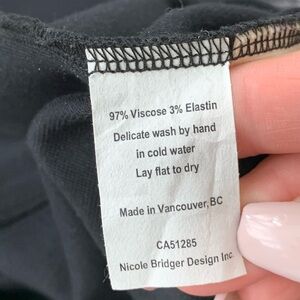 97% Viscose 3% Elastin
Delicate wash by hand
in cold water
Lay flat to dry
Made in Vancouver, BC
CA51285
Nicole Bridger Design Inc.